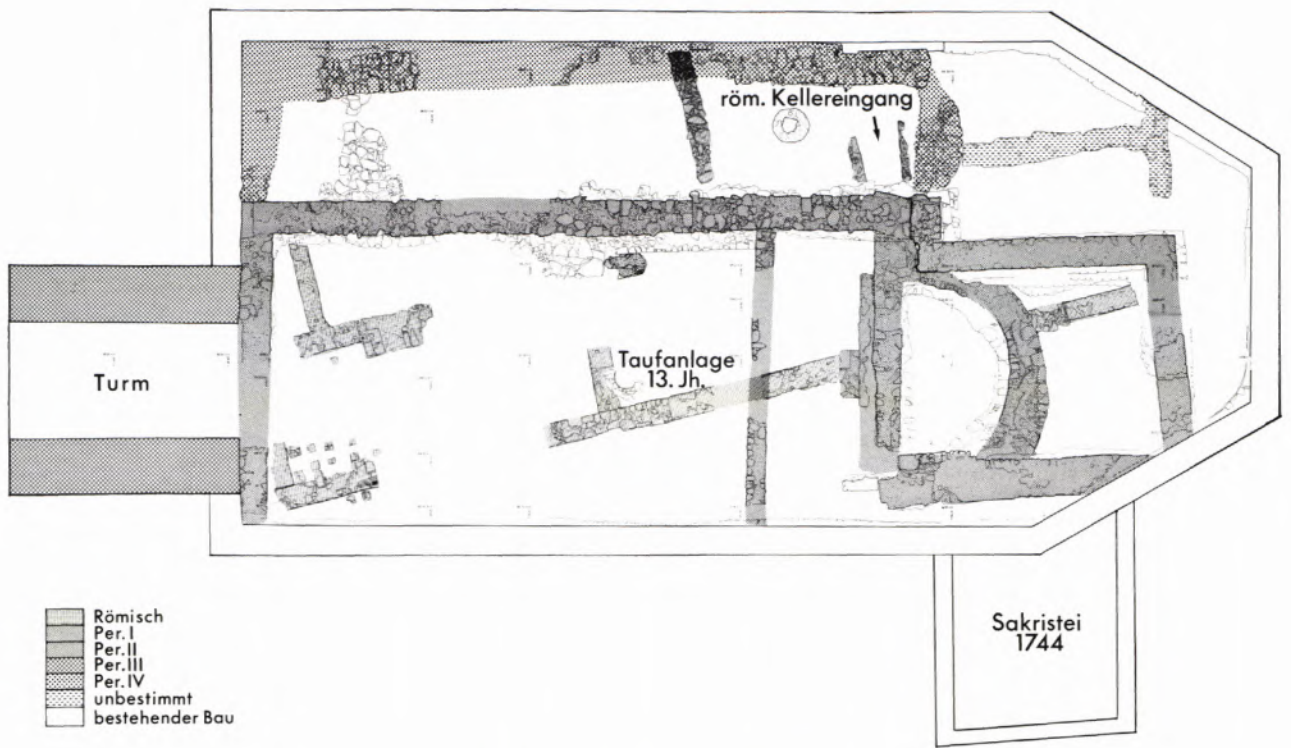 röm. Kellereingang
Taufanlage
13. Jh.
Turm
Sakristei
1744
Römisch
Per. I
Per. II
Per. III
Per. IV
unbestimmt
bestehender Bau